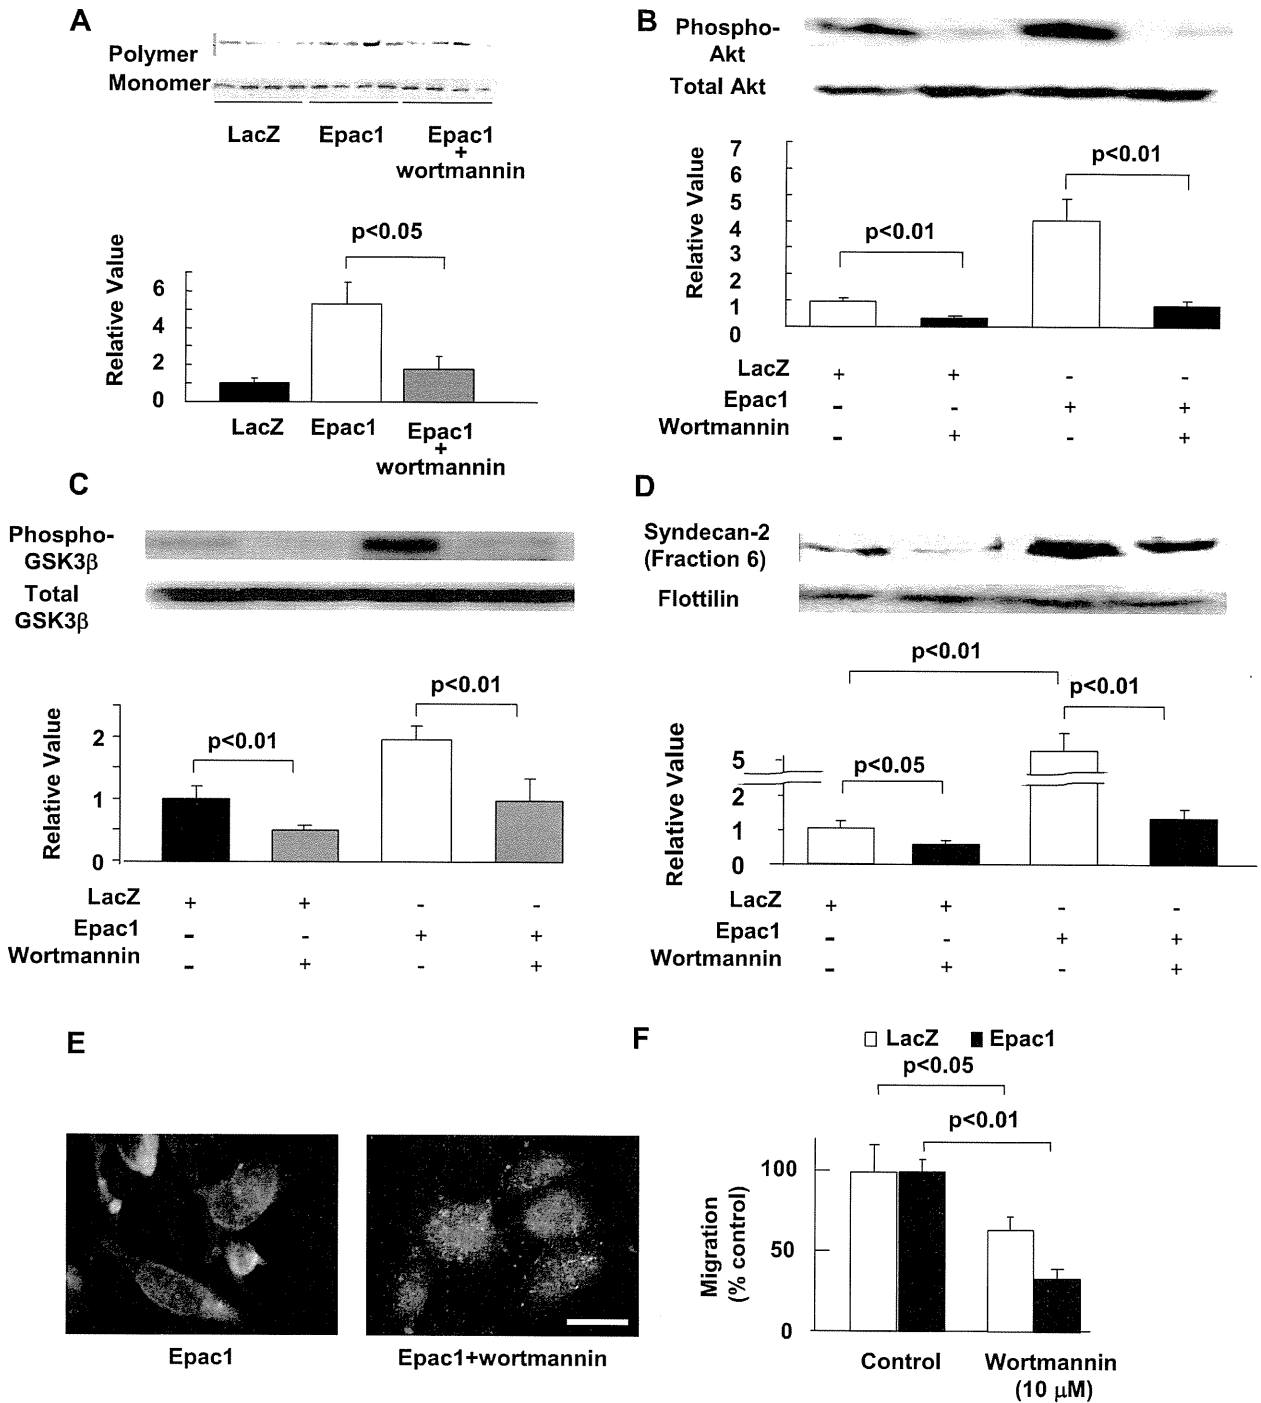 A
Polymer
Monomer
LacZ Epac1 Epac1
+
wortmannin
p<0.05
Relative Value
6
4
2
0
LacZ Epac1 Epac1
+
wortmannin
B
Phospho-
Akt
Total Akt
Relative Value
7
6
5
4
3
2
1
0
p<0.01
p<0.01
LacZ + + - -
Epac1 - - + +
Wortmannin - + - +
C
Phospho-
GSK3β
Total
GSK3β
Relative Value
2
1
0
p<0.01
p<0.01
LacZ + + - -
Epac1 - - + +
Wortmannin - + - +
D
Syndecan-2
(Fraction 6)
Flottilin
p<0.01
p<0.01
p<0.05
Relative Value
5
2
1
0
LacZ + + - -
Epac1 - - + +
Wortmannin - + - +
E
Epac1
Epac1+wortmannin
F
LacZ Epac1
p<0.05
p<0.01
Migration
(% control)
100
50
0
Control Wortmannin
(10 μM)